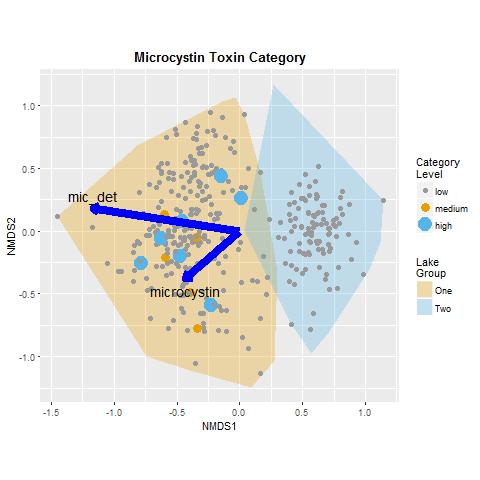 Microcystin Toxin Category
1.0
0.5
0.0
-0.5
-1.0
NMDS2
mic_det
microcystin
-1.5 -1.0 -0.5 0.0 0.5 1.0
NMDS1
Category
Level
low
medium
high
Lake
Group
One
Two